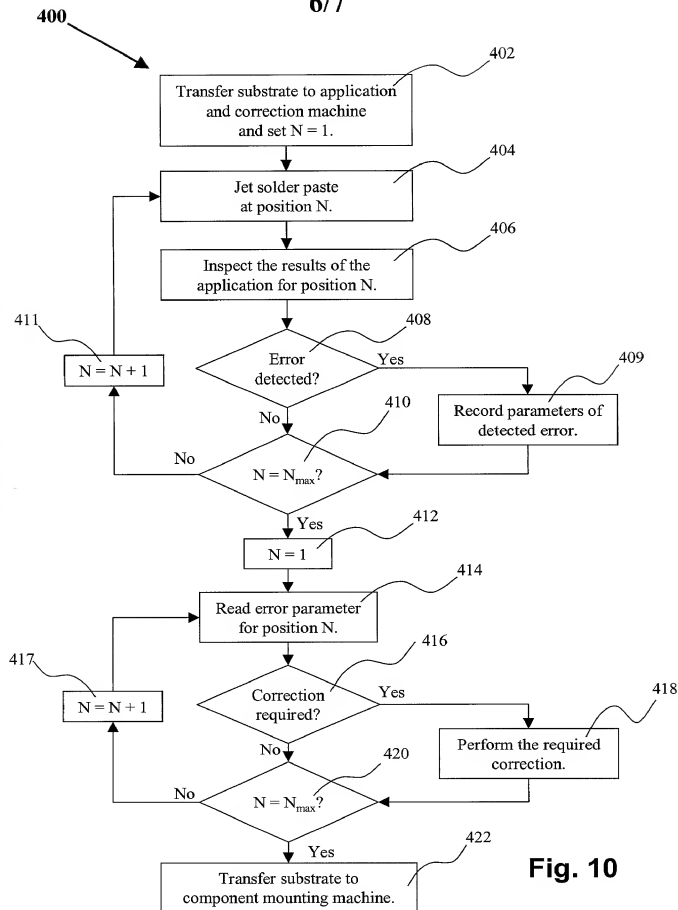 6/7
400
402
Transfer substrate to application
and correction machine
and set N = 1.
404
Jet solder paste
at position N.
406
Inspect the results of the
application for position N.
411
N = N + 1
408
Error
detected?
Yes
409
Record parameters of
detected error.
No
410
No
N = Nmax?
Yes
412
N = 1
414
Read error parameter
for position N.
417
N = N + 1
416
Correction
required?
Yes
418
Perform the required
correction.
No
420
No
N = Nmax?
Yes
422
Transfer substrate to
component mounting machine.
Fig. 10